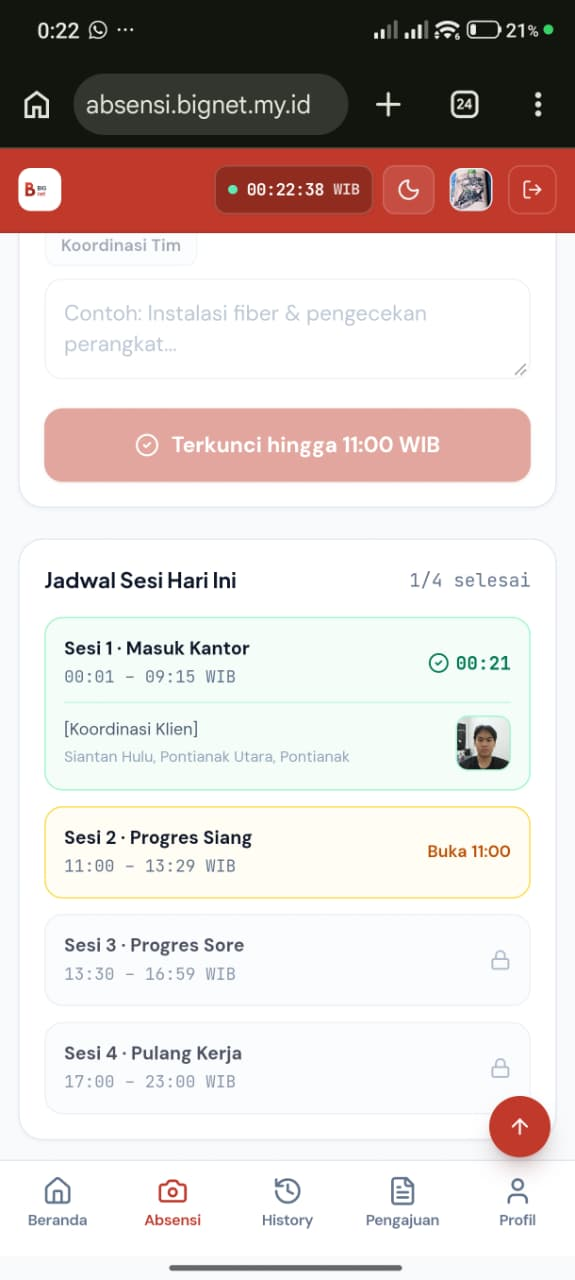 0:22
21%
absensi.bignet.my.id
24
B BIG net
00:22:38 WIB
Koordinasi Tim
Contoh: Instalasi fiber & pengecekan
perangkat...
Terkunci hingga 11:00 WIB
Jadwal Sesi Hari Ini
1/4 selesai
Sesi 1 · Masuk Kantor
00:01 – 09:15 WIB
00:21
[Koordinasi Klien]
Siantan Hulu, Pontianak Utara, Pontianak
Sesi 2 · Progres Siang
11:00 – 13:29 WIB
Buka 11:00
Sesi 3 · Progres Sore
13:30 – 16:59 WIB
Sesi 4 · Pulang Kerja
17:00 – 23:00 WIB
Beranda
Absensi
History
Pengajuan
Profil